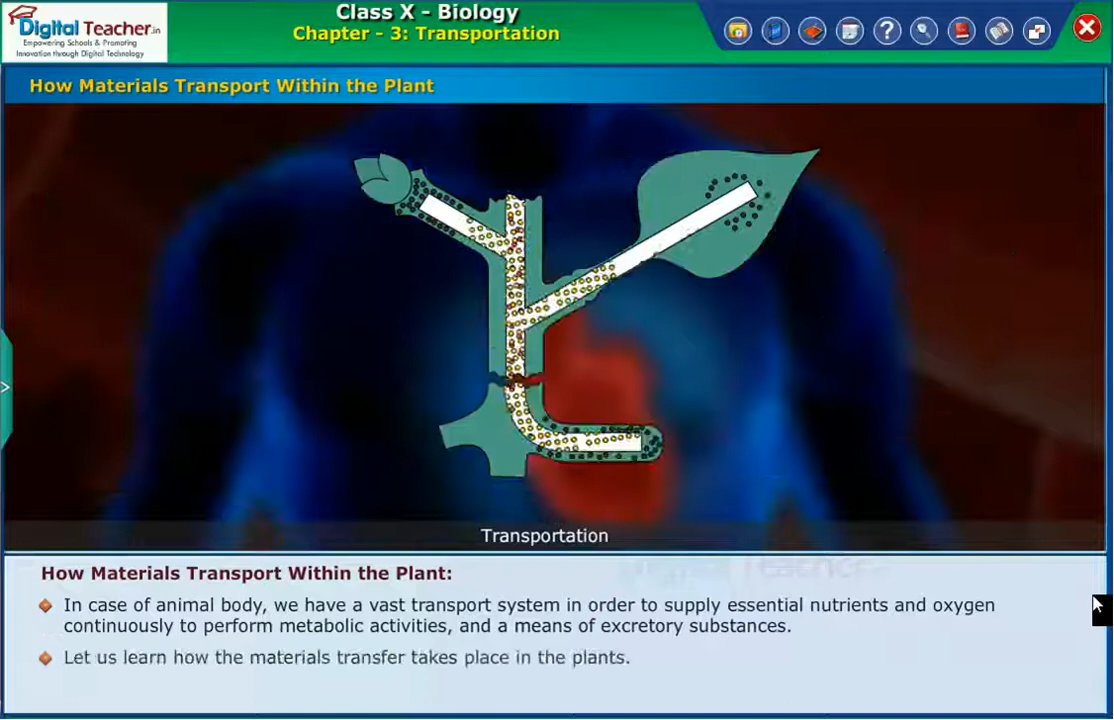 Digital Teacher.in
Empowering Schools & Promoting
Innovation through Digital Technology
Class X - Biology
Chapter - 3: Transportation
How Materials Transport Within the Plant
Transportation
How Materials Transport Within the Plant:
In case of animal body, we have a vast transport system in order to supply essential nutrients and oxygen
continuously to perform metabolic activities, and a means of excretory substances.
Let us learn how the materials transfer takes place in the plants.